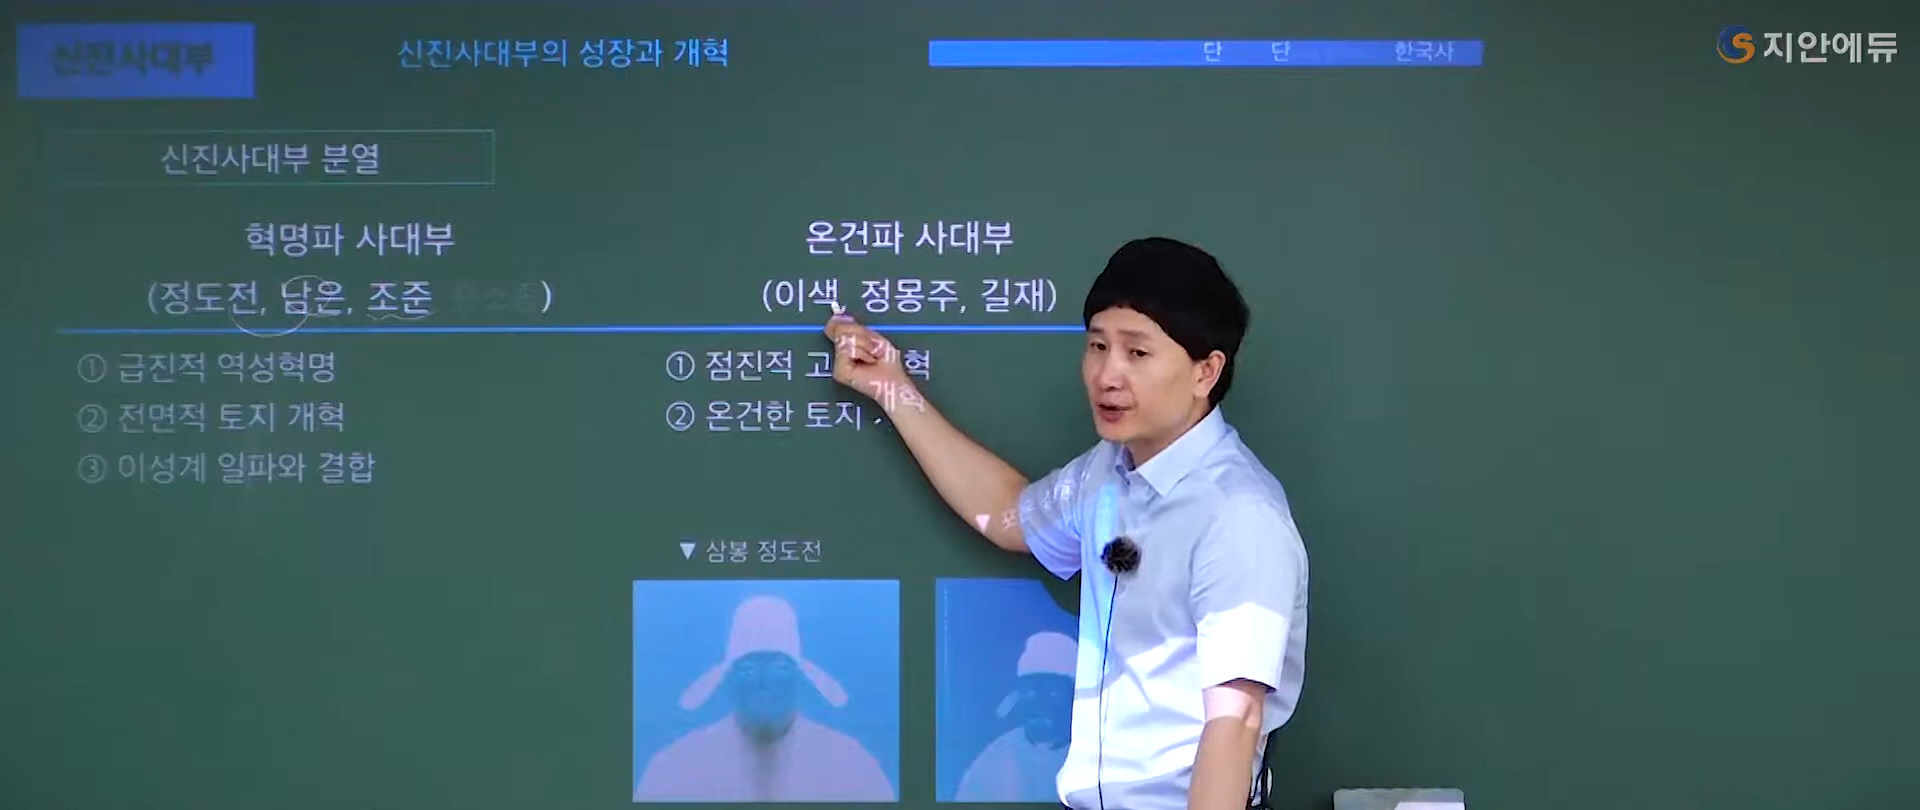 신진사대부
신진사대부의 성장과 개혁
단 단 한국사
지안에듀
신진사대부 분열
혁명파 사대부
(정도전, 남은, 조준 )
온건파 사대부
(이색, 정몽주, 길재)
① 급진적 역성혁명
② 전면적 토지 개혁
③ 이성계 일파와 결합
① 점진적 고 개혁
② 온건한 토지 개혁
▼ 삼봉 정도전
▼ 포은